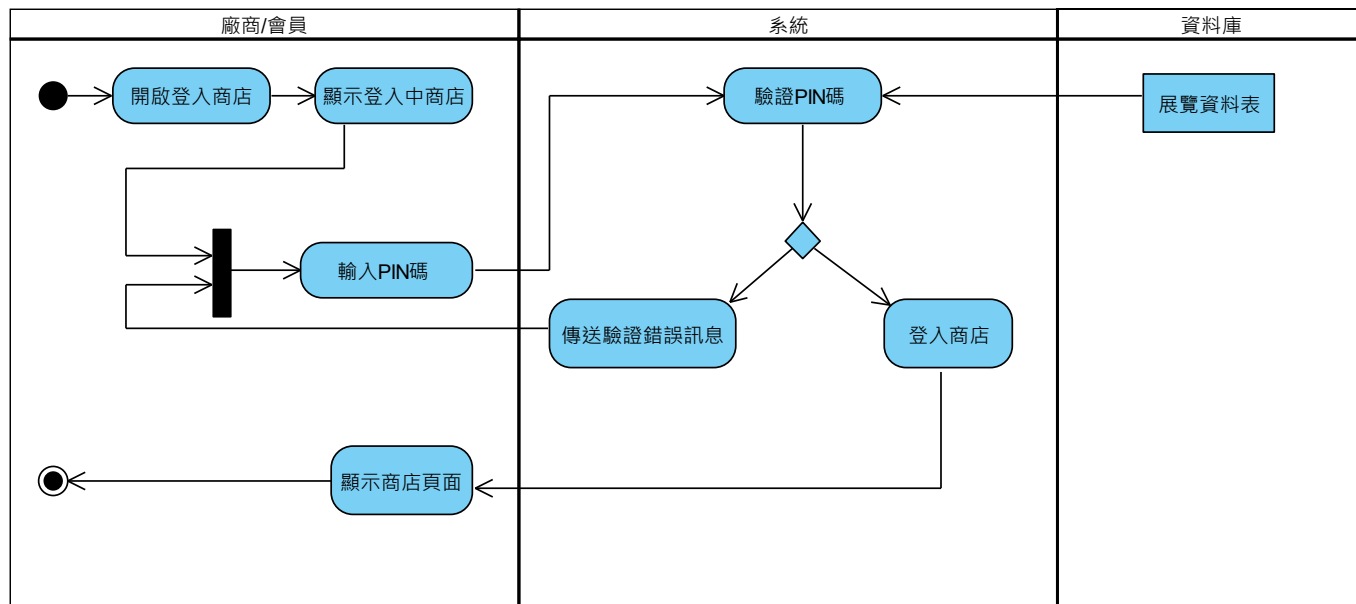 廠商/會員
系統
資料庫
開啟登入商店
顯示登入中商店
驗證PIN碼
展覽資料表
輸入PIN碼
傳送驗證錯誤訊息
登入商店
顯示商店頁面